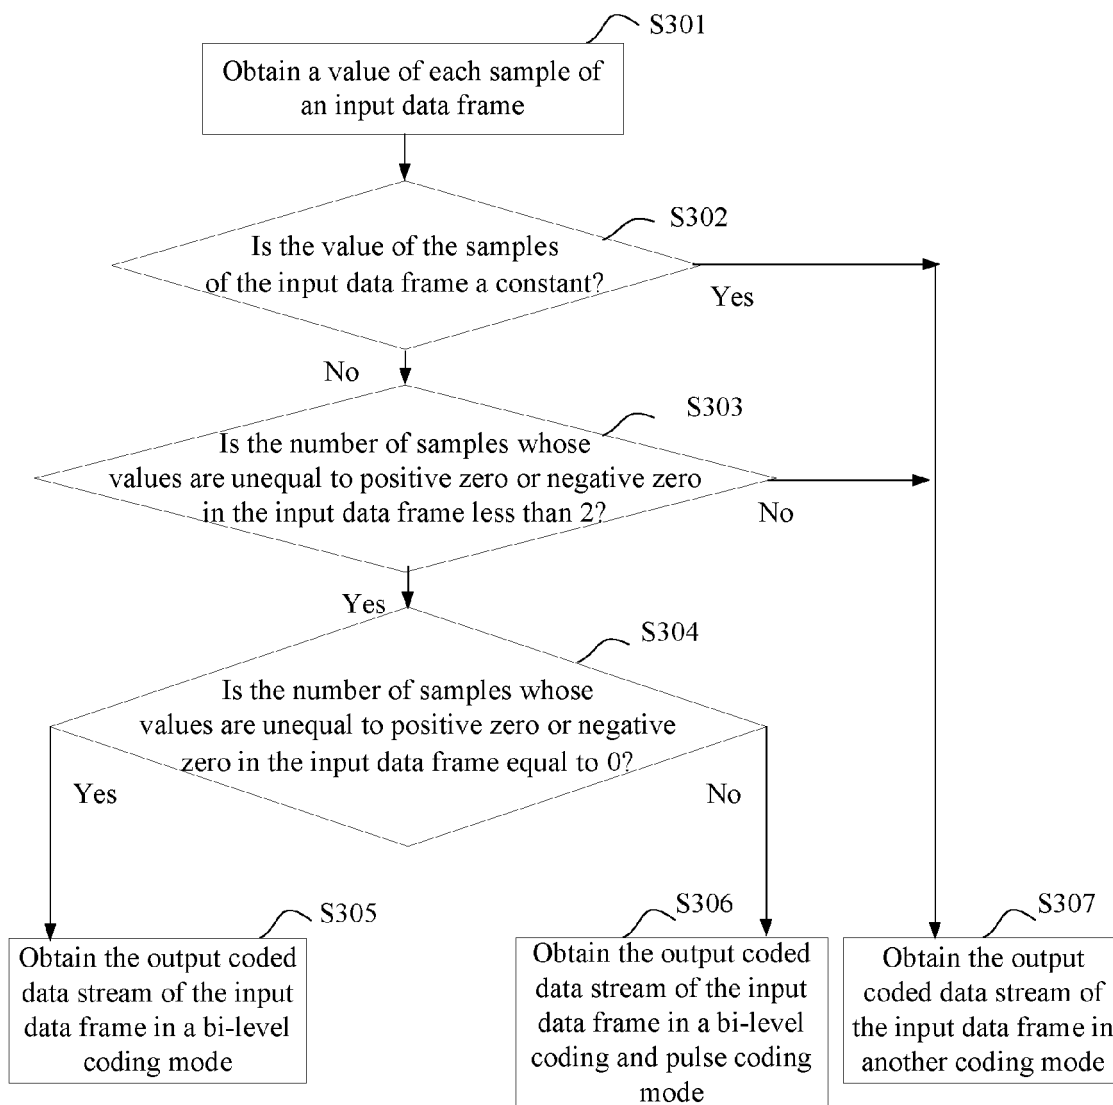 S301
Obtain a value of each sample of
an input data frame
S302
Is the value of the samples
of the input data frame a constant?
Yes
No
S303
Is the number of samples whose
values are unequal to positive zero or negative zero
in the input data frame less than 2?
No
Yes
S304
Is the number of samples whose
values are unequal to positive zero or negative
zero in the input data frame equal to 0?
Yes
No
S305
Obtain the output coded
data stream of the input
data frame in a bi-level
coding mode
S306
Obtain the output coded
data stream of the input
data frame in a bi-level
coding and pulse coding
mode
S307
Obtain the output
coded data stream of
the input data frame in
another coding mode